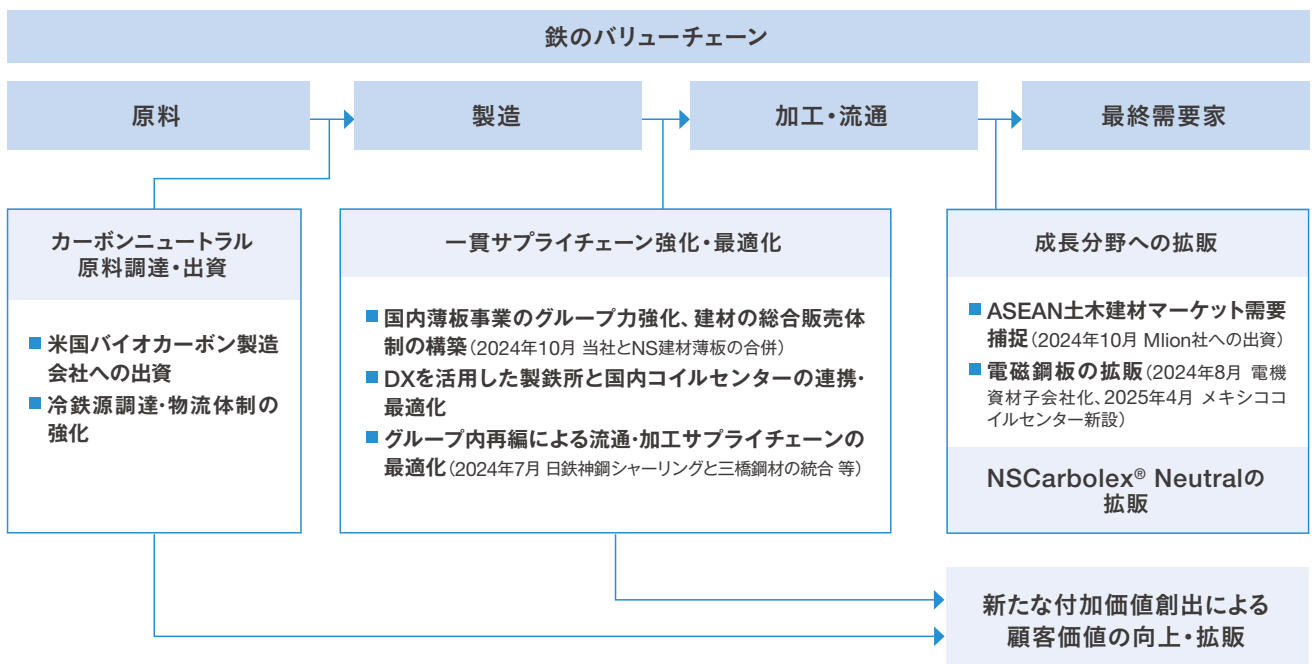 鉄のバリューチェーン
原料
製造
加工・流通
最終需要家
カーボンニュートラル
原料調達・出資
■ 米国バイオカーボン製造
会社への出資
■ 冷鉄源調達・物流体制の
強化
一貫サプライチェーン強化・最適化
■ 国内薄板事業のグループ力強化、建材の総合販売体
制の構築（2024年10月 当社とNS建材薄板の合併）
■ DXを活用した製鉄所と国内コイルセンターの連携・
最適化
■ グループ内再編による流通・加工サプライチェーンの
最適化（2024年7月 日鉄神鋼シャーリングと三橋鋼材の統合 等）
成長分野への拡販
■ ASEAN土木建材マーケット需要
捕捉（2024年10月 Mlion社への出資）
■ 電磁鋼板の拡販（2024年8月 電機
資材子会社化、2025年4月 メキシココ
イルセンター新設）
NSCarbolex® Neutralの
拡販
新たな付加価値創出による
顧客価値の向上・拡販